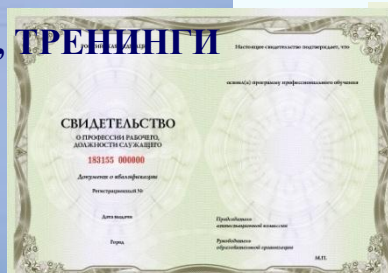 , ТРЕНИНГИ
РОССИЙСКАЯ ФЕДЕРАЦИЯ
СВИДЕТЕЛЬСТВО
О ПРОФЕССИИ РАБОЧЕГО,
ДОЛЖНОСТИ СЛУЖАЩЕГО
183155 000000
Документ о квалификации
Регистрационный №
Дата выдачи
Город
Настоящее свидетельство подтверждает, что
освоил(а) программу профессионального обучения
Председатель
аттестационной комиссии
Руководитель
образовательной организации
М.П.